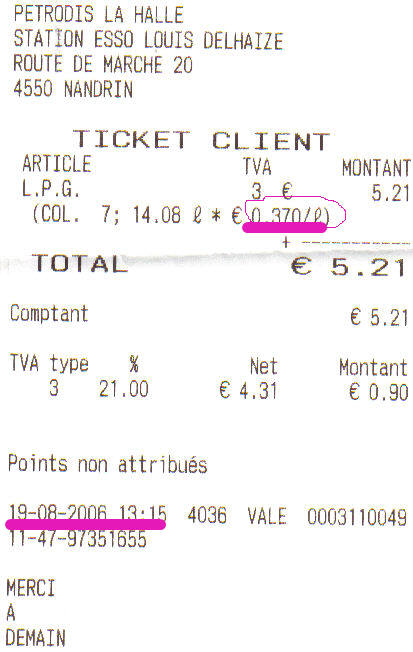 PETRODIS LA HALLE
STATION ESSO LOUIS DELHAIZE
ROUTE DE MARCHE 20
4550 NANDRIN
TICKET CLIENT
ARTICLE TVA MONTANT
L.P.G. 3 € 5.21
(COL. 7; 14.08 ℓ * € 0.370/ℓ)
+ --------------
TOTAL € 5.21
Comptant € 5.21
TVA type % Net Montant
3 21.00 € 4.31 € 0.90
Points non attribués
19-08-2006 13:15 4036 VALE 0003110049
11-47-97351655
MERCI
A
DEMAIN